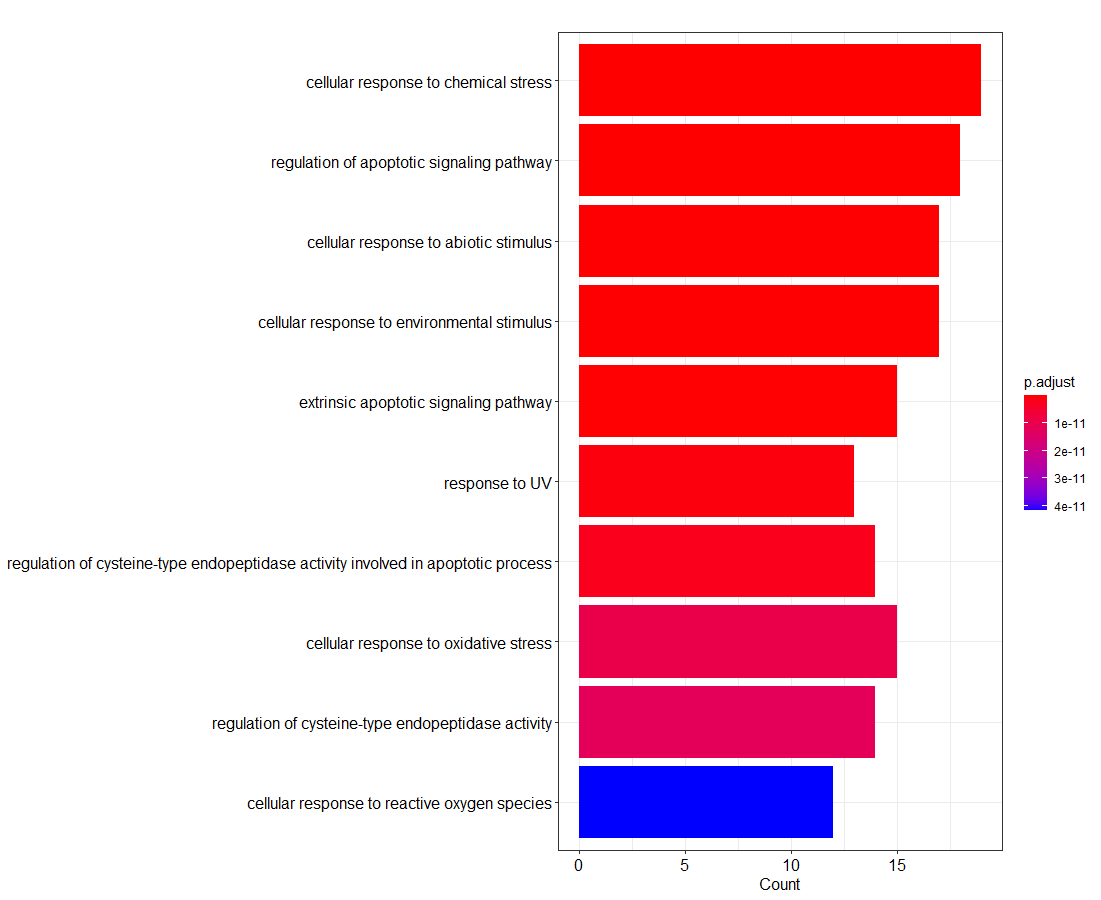 cellular response to chemical stress
regulation of apoptotic signaling pathway
cellular response to abiotic stimulus
cellular response to environmental stimulus
extrinsic apoptotic signaling pathway
response to UV
regulation of cysteine-type endopeptidase activity involved in apoptotic process
cellular response to oxidative stress
regulation of cysteine-type endopeptidase activity
cellular response to reactive oxygen species
0 5 10 15
Count
p.adjust
1e-11
2e-11
3e-11
4e-11